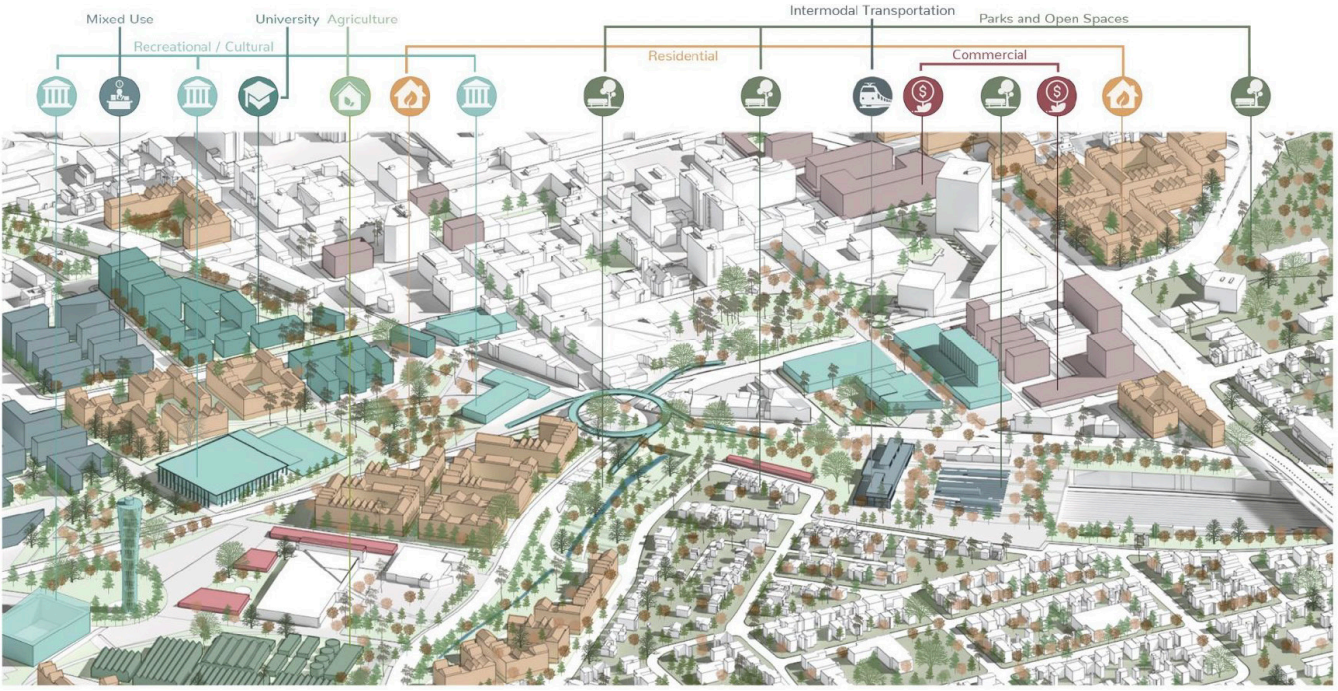 Mixed Use
University
Agriculture
Intermodal Transportation
Parks and Open Spaces
Recreational / Cultural
Residential
Commercial